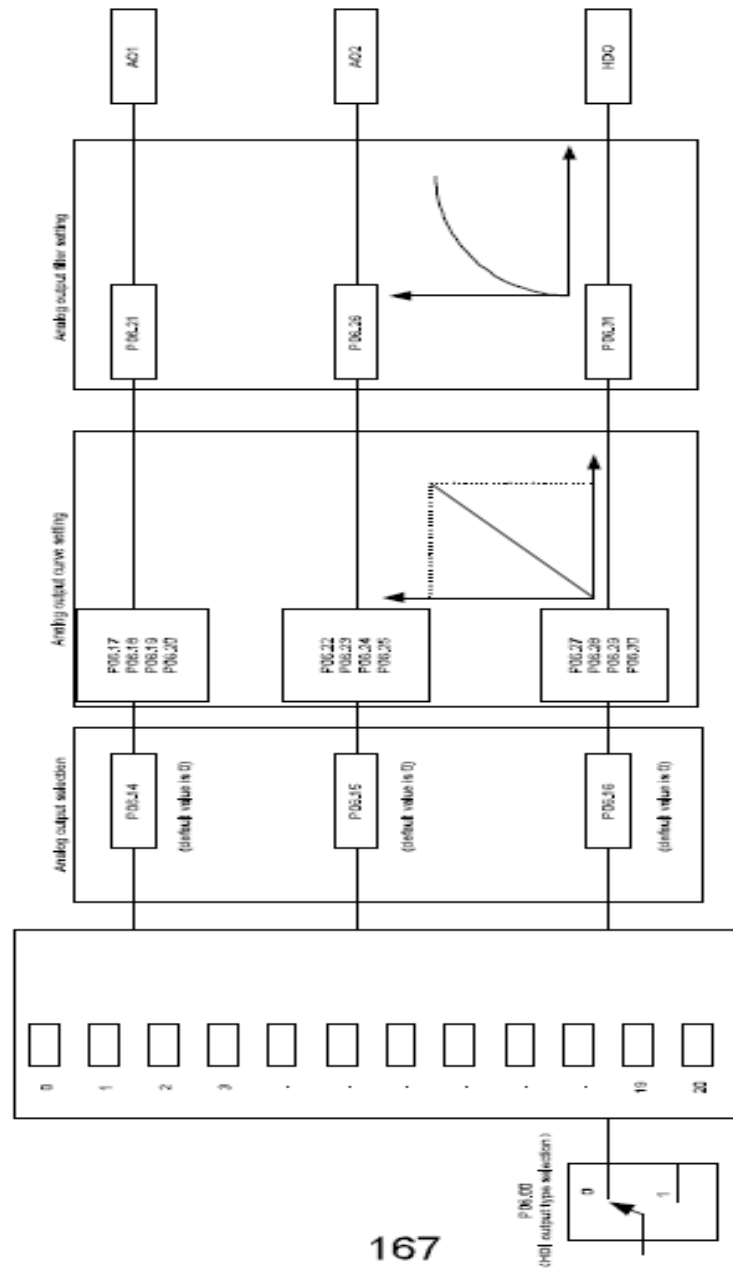 AO1
AO2
HDO
Analog output filter setting
P06.21
P06.26
P06.31
Analog output curve setting
P06.17
P06.18
P06.19
P06.20
P06.22
P06.23
P06.24
P06.25
P06.27
P06.28
P06.29
P06.30
Analog output selection
P06.14
(default value is 0)
P06.15
(default value is 0)
P06.16
(default value is 0)
0
1
2
3
.
.
.
.
.
.
19
20
P06.00
(HDO output type selection)
0
1
167